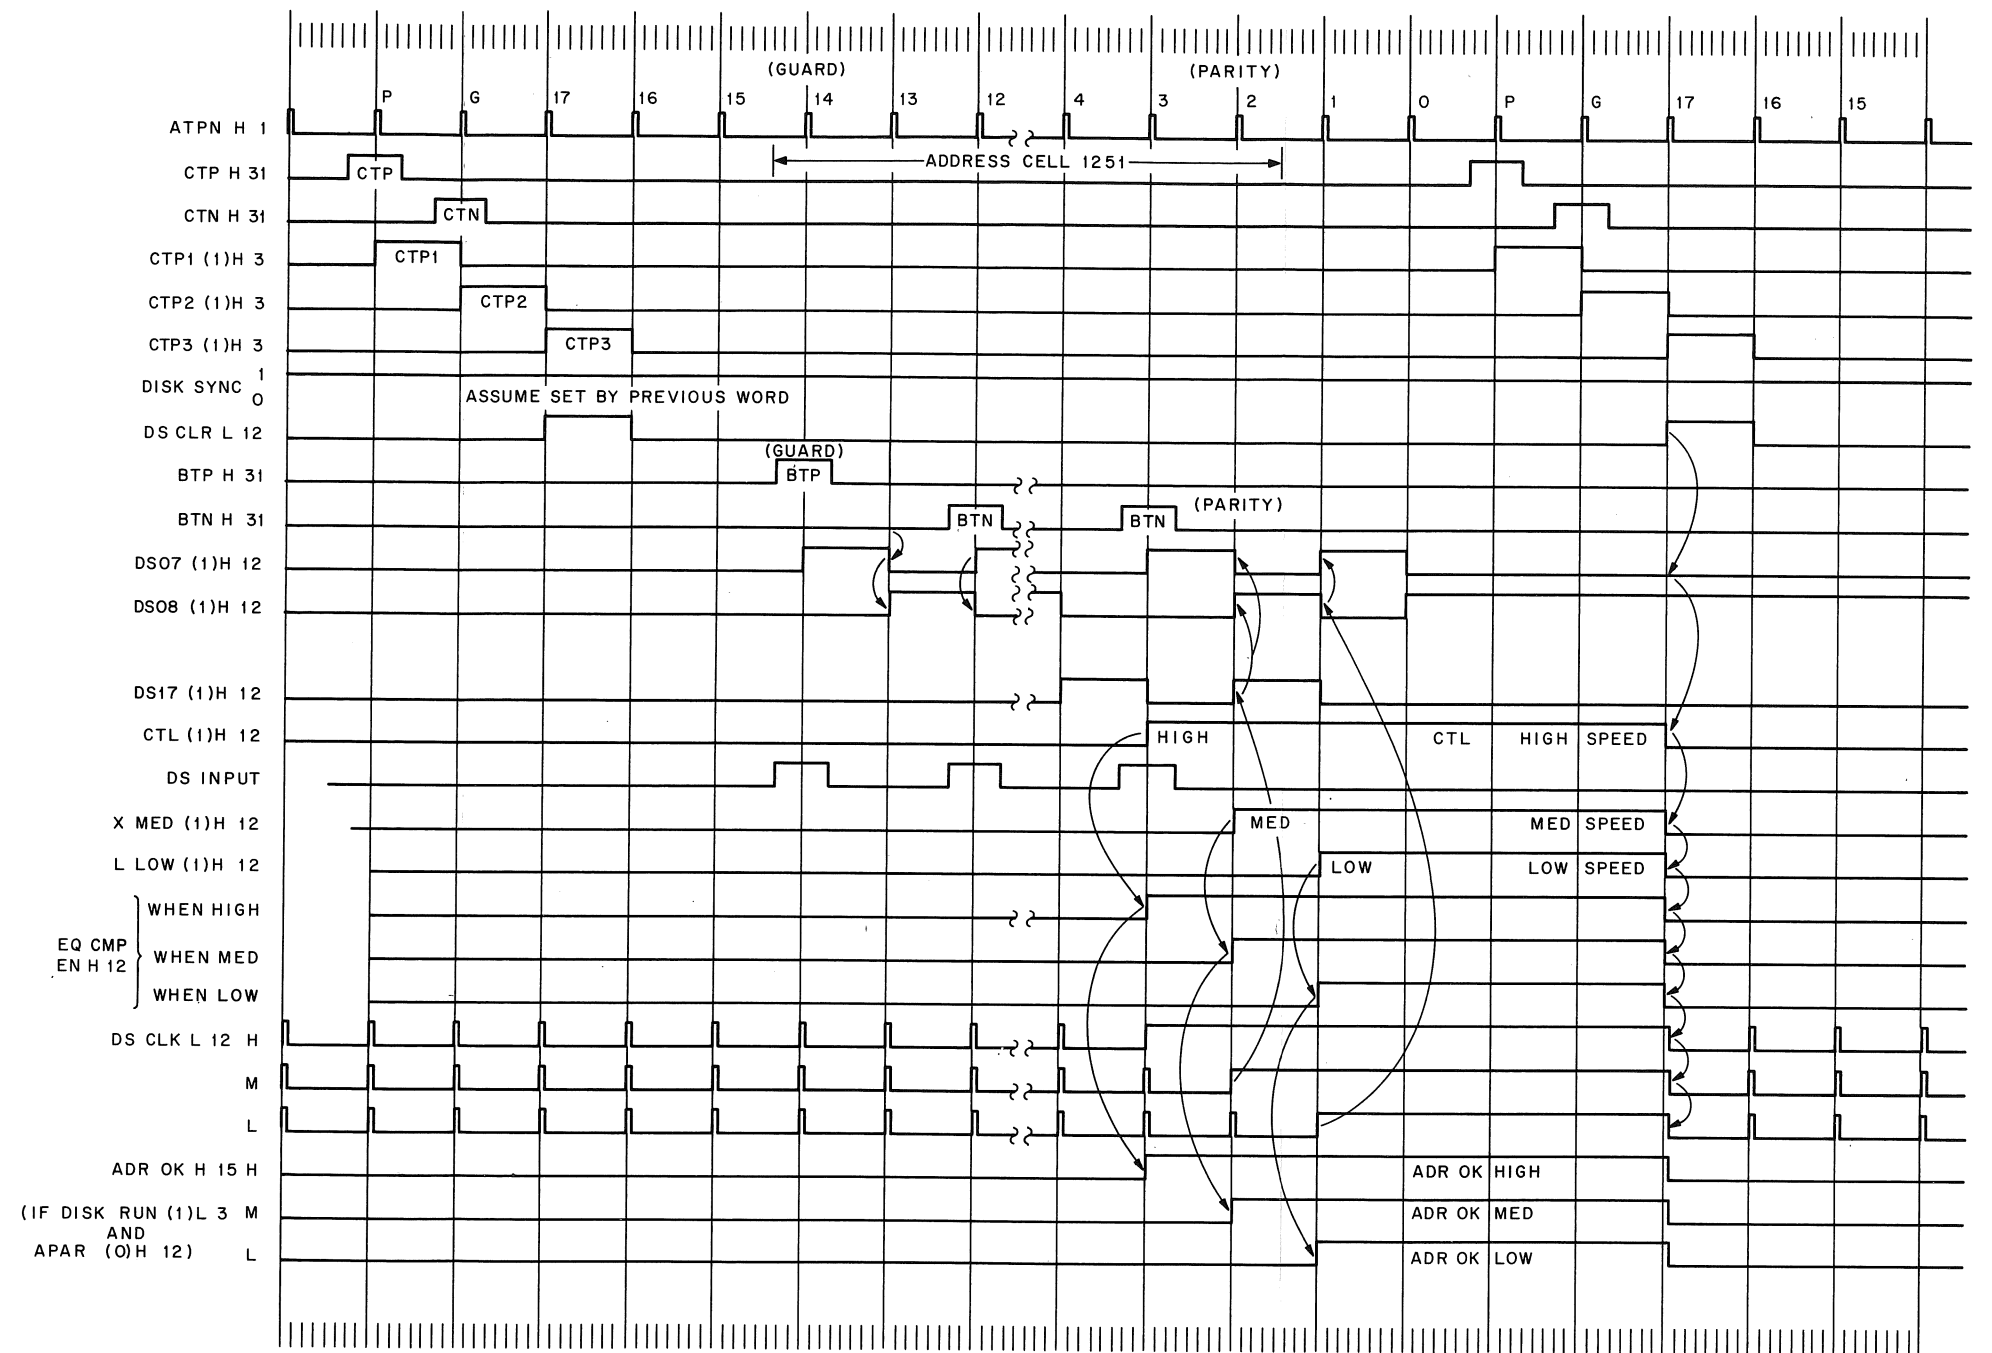 (GUARD) (PARITY)
P G 17 16 15 14 13 12 4 3 2 1 0 P G 17 16 15
ATPN H 1
ADDRESS CELL 1251
CTP H 31 CTP
CTN H 31 CTN
CTP1 (1)H 3 CTP1
CTP2 (1)H 3 CTP2
CTP3 (1)H 3 CTP3
DISK SYNC 1
0
ASSUME SET BY PREVIOUS WORD
DS CLR L 12
(GUARD)
BTP H 31 BTP
(PARITY)
BTN H 31 BTN BTN
DS07 (1)H 12
DS08 (1)H 12
DS17 (1)H 12
CTL (1)H 12 HIGH CTL HIGH SPEED
DS INPUT
X MED (1)H 12 MED MED SPEED
L LOW (1)H 12 LOW LOW SPEED
WHEN HIGH
EQ CMP
EN H 12
WHEN MED
WHEN LOW
DS CLK L 12 H
M
L
ADR OK H 15 H ADR OK HIGH
(IF DISK RUN (1)L 3 M ADR OK MED
AND
APAR (0)H 12) L ADR OK LOW